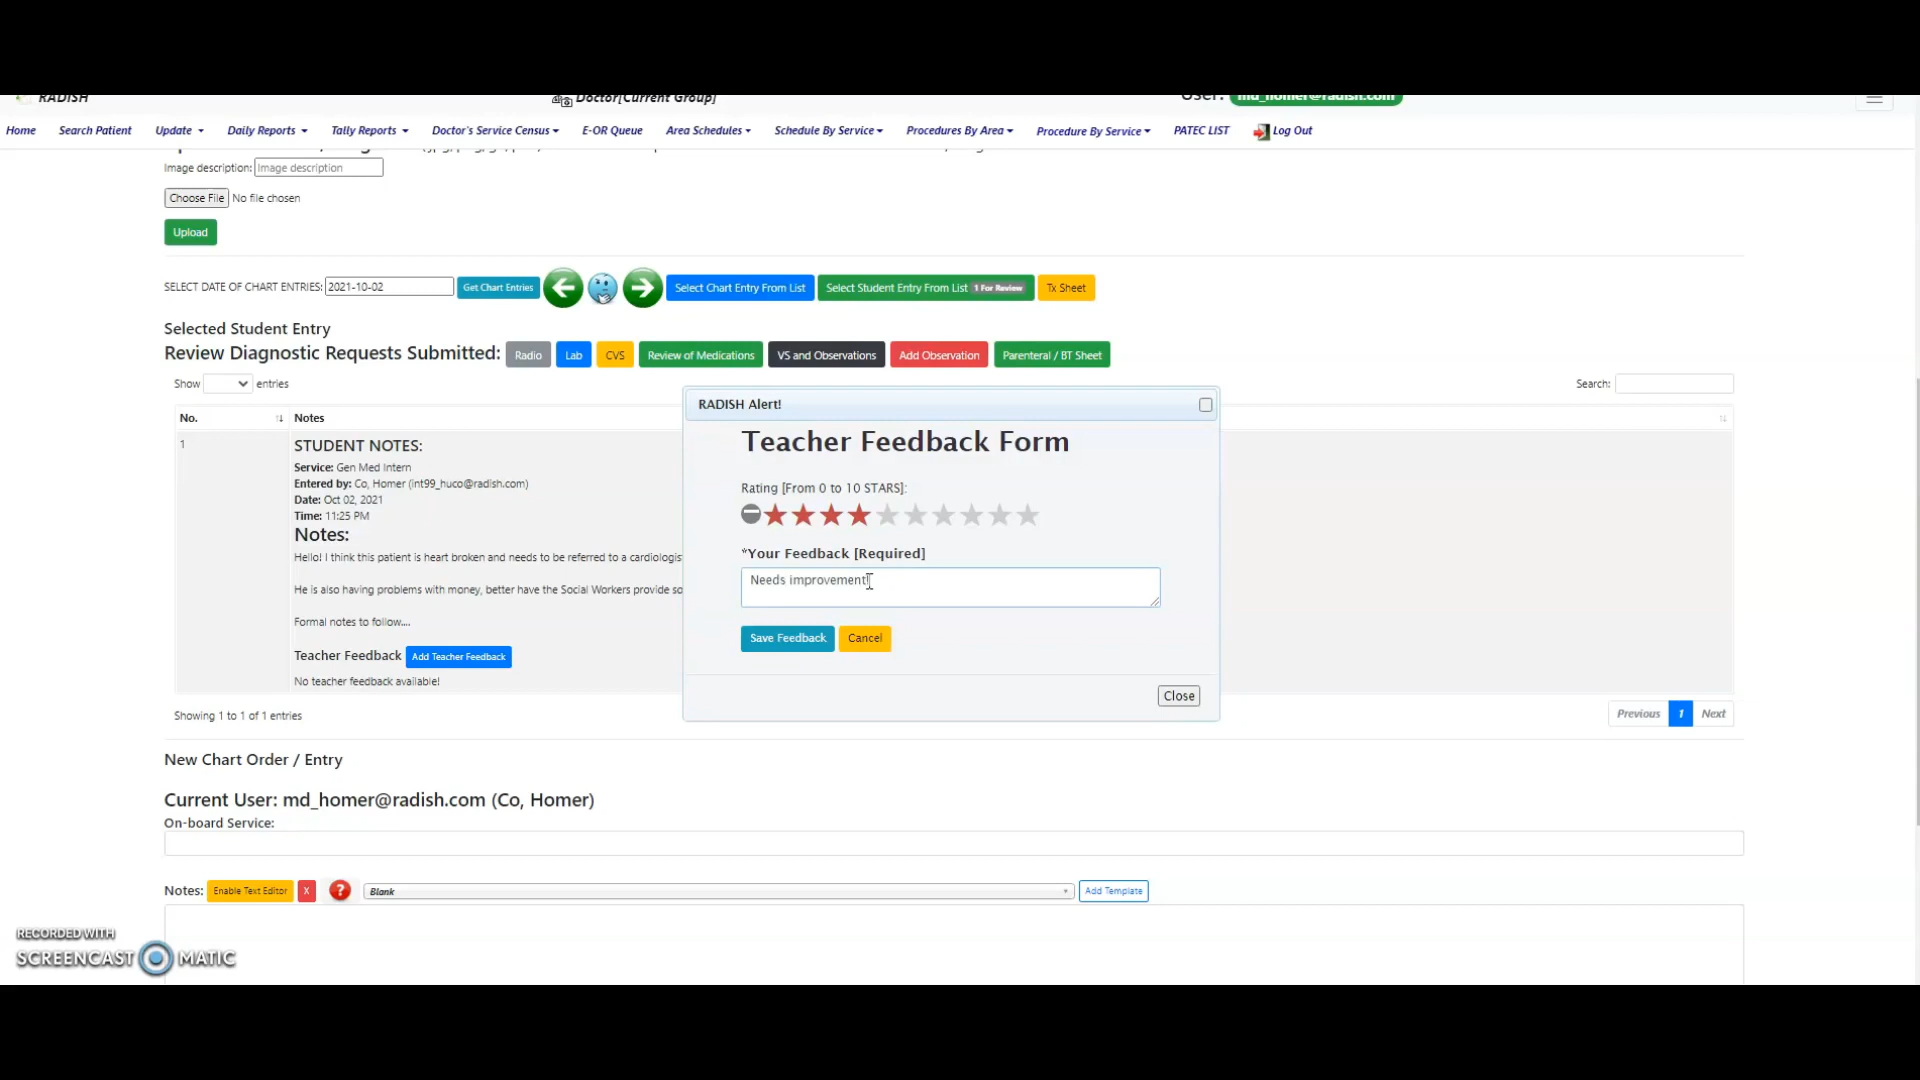 RADISH
Doctor[Current Group]
User: md_homer@radish.com
Home Search Patient Update Daily Reports Tally Reports Doctor's Service Census E-OR Queue Area Schedules Schedule By Service Procedures By Area Procedure By Service PATEC LIST Log Out
Image description: Image description
Choose File No file chosen
Upload
SELECT DATE OF CHART ENTRIES: 2021-10-02 Get Chart Entries Select Chart Entry From List Select Student Entry From List 1 For Review Tx Sheet
Selected Student Entry
Review Diagnostic Requests Submitted: Radio Lab CVS Review of Medications VS and Observations Add Observation Parenteral / BT Sheet
Show entries
Search:
No. Notes
1
STUDENT NOTES:
Service: Gen Med Intern
Entered by: Co, Homer (int99_huco@radish.com)
Date: Oct 02, 2021
Time: 11:25 PM
Notes:
Hello! I think this patient is heart broken and needs to be referred to a cardiologis
He is also having problems with money, better have the Social Workers provide so
Formal notes to follow....
Teacher Feedback Add Teacher Feedback
No teacher feedback available!
RADISH Alert!
Teacher Feedback Form
Rating [From 0 to 10 STARS]:
*Your Feedback [Required]
Needs improvement!
Save Feedback Cancel
Close
Showing 1 to 1 of 1 entries
Previous 1 Next
New Chart Order / Entry
Current User: md_homer@radish.com (Co, Homer)
On-board Service:
Notes: Enable Text Editor X ? Blank Add Template
RECORDED WITH
SCREENCAST MATIC